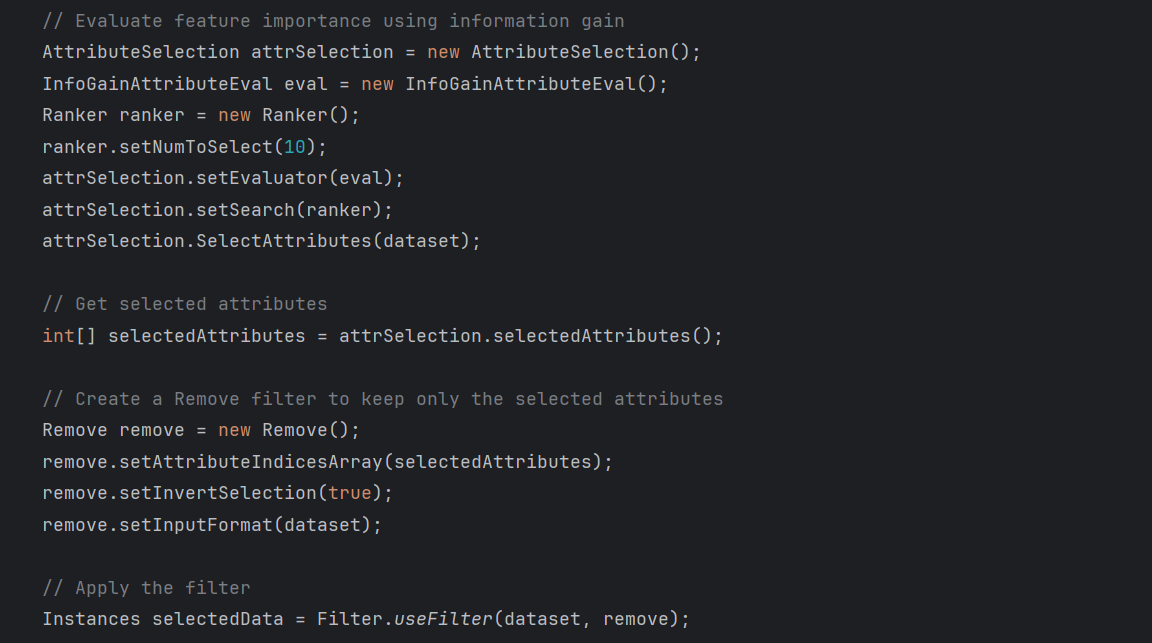 // Evaluate feature importance using information gain
AttributeSelection attrSelection = new AttributeSelection();
InfoGainAttributeEval eval = new InfoGainAttributeEval();
Ranker ranker = new Ranker();
ranker.setNumToSelect(10);
attrSelection.setEvaluator(eval);
attrSelection.setSearch(ranker);
attrSelection.SelectAttributes(dataset);
// Get selected attributes
int[] selectedAttributes = attrSelection.selectedAttributes();
// Create a Remove filter to keep only the selected attributes
Remove remove = new Remove();
remove.setAttributeIndicesArray(selectedAttributes);
remove.setInvertSelection(true);
remove.setInputFormat(dataset);
// Apply the filter
Instances selectedData = Filter.useFilter(dataset, remove);